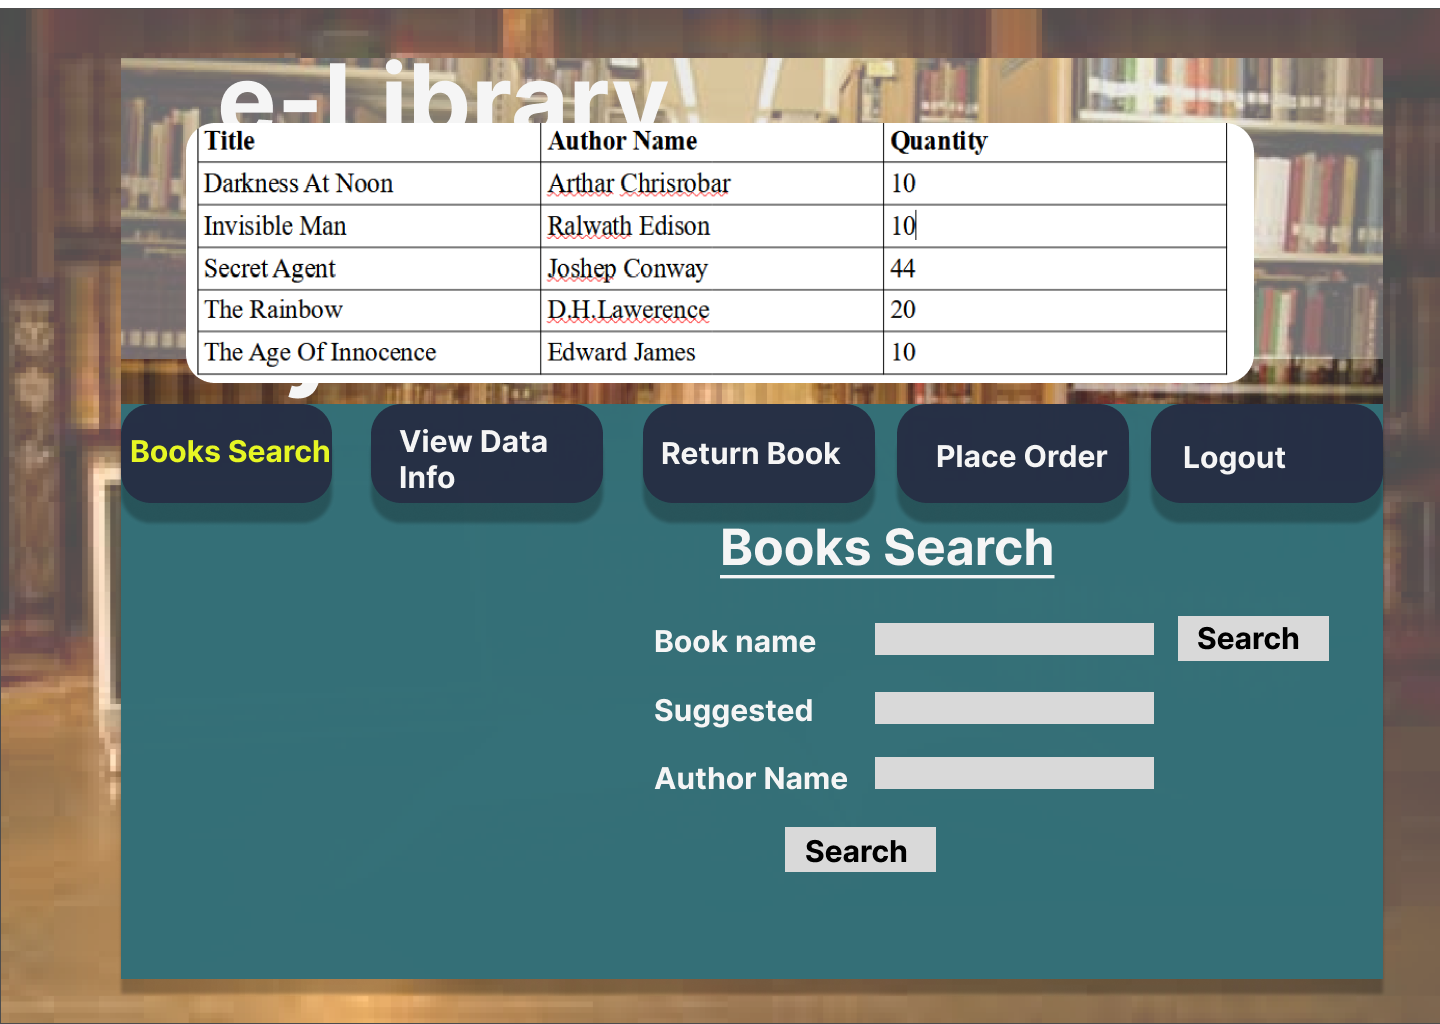 e-Library
Title Author Name Quantity
Darkness At Noon Arthar Chrisrobar 10
Invisible Man Ralwath Edison 10
Secret Agent Joshep Conway 44
The Rainbow D.H.Lawerence 20
The Age Of Innocence Edward James 10
Books Search View Data Info Return Book Place Order Logout
Books Search
Book name Search
Suggested
Author Name
Search